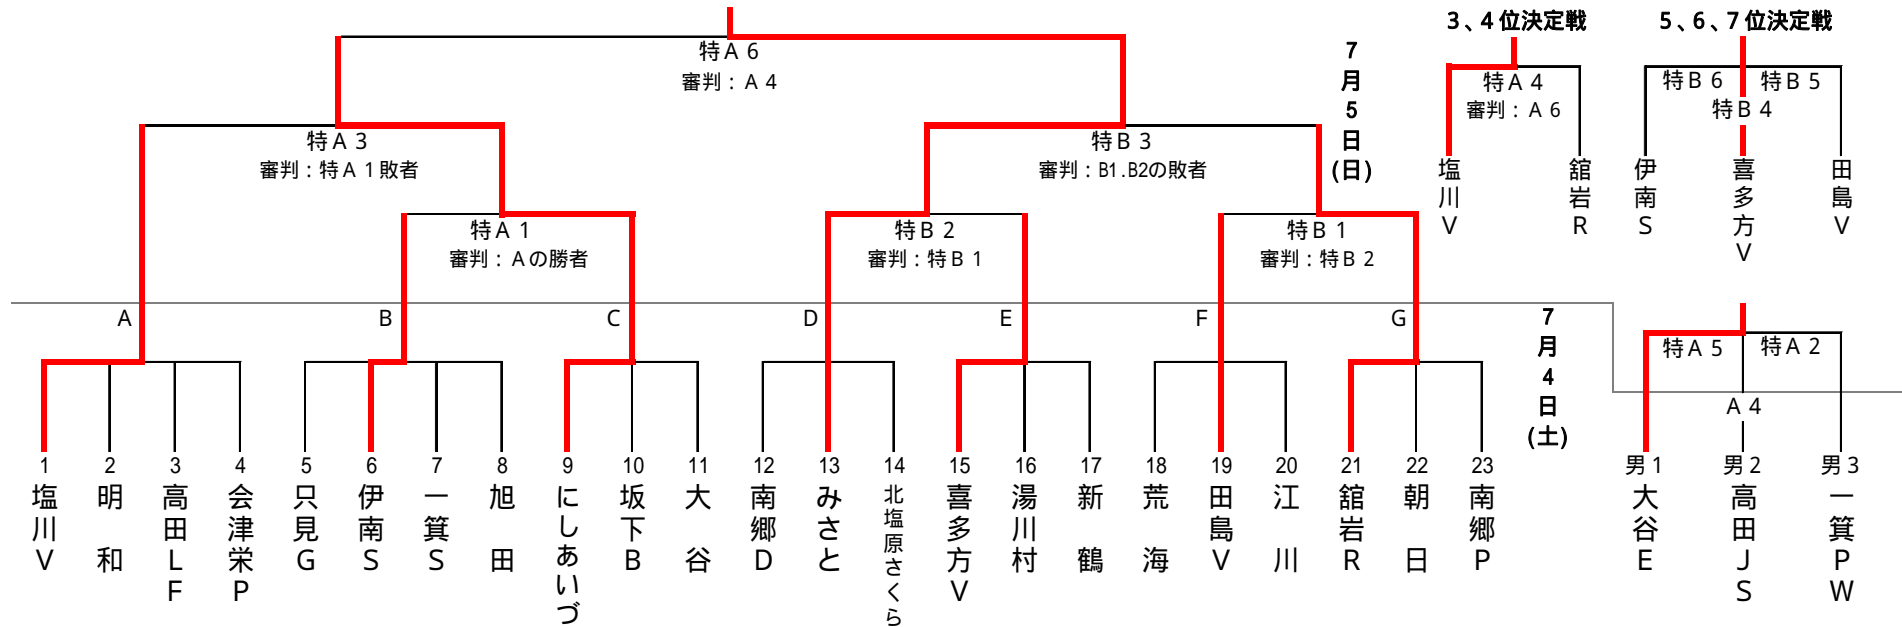 特A 6
審判：A 4
特A 3
審判：特A 1敗者
特B 3
審判：B1.B2の敗者
特A 1
審判：Aの勝者
特B 2
審判：特B 1
特B 1
審判：特B 2
7月5日(日)
3、4位決定戦
特A 4
審判：A 6
塩川V
舘岩R
5、6、7位決定戦
特B 6
特B 5
特B 4
伊南S
喜多方V
田島V
A
B
C
D
E
F
G
7月4日(土)
特A 5
特A 2
A 4
1
2
3
4
5
6
7
8
9
10
11
12
13
14
15
16
17
18
19
20
21
22
23
男1
男2
男3
塩川V
明和
高田LF
会津栄P
只見G
伊南S
一箕S
旭田
にしあいづ
坂下B
大谷
南郷D
みさと
北塩原さくら
喜多方V
湯川村
新鶴
荒海
田島V
江川
舘岩R
朝日
南郷P
大谷E
高田JS
一箕PW